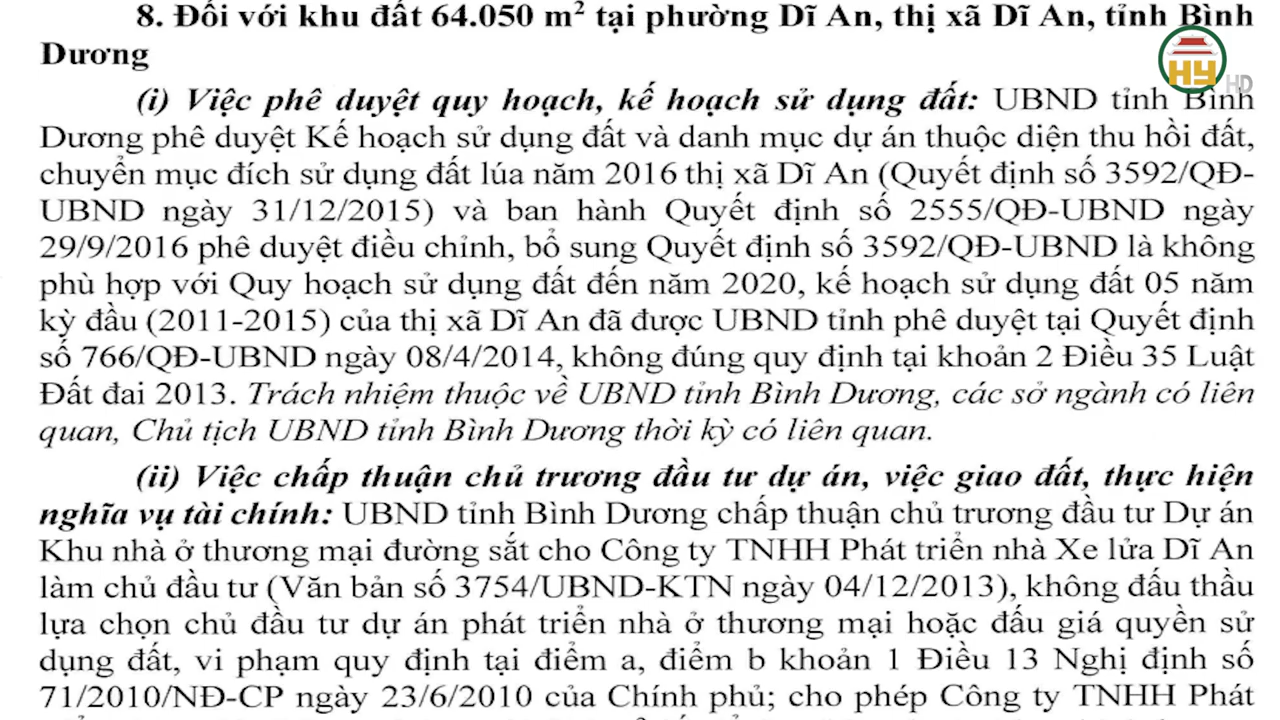 8. Đối với khu đất 64.050 m² tại phường Dĩ An, thị xã Dĩ An, tỉnh Bình
Dương
HY HD
(i) Việc phê duyệt quy hoạch, kế hoạch sử dụng đất: UBND tỉnh Bình
Dương phê duyệt Kế hoạch sử dụng đất và danh mục dự án thuộc diện thu hồi đất,
chuyển mục đích sử dụng đất lúa năm 2016 thị xã Dĩ An (Quyết định số 3592/QĐ-
UBND ngày 31/12/2015) và ban hành Quyết định số 2555/QĐ-UBND ngày
29/9/2016 phê duyệt điều chỉnh, bổ sung Quyết định số 3592/QĐ-UBND là không
phù hợp với Quy hoạch sử dụng đất đến năm 2020, kế hoạch sử dụng đất 05 năm
kỳ đầu (2011-2015) của thị xã Dĩ An đã được UBND tỉnh phê duyệt tại Quyết định
số 766/QĐ-UBND ngày 08/4/2014, không đúng quy định tại khoản 2 Điều 35 Luật
Đất đai 2013. Trách nhiệm thuộc về UBND tỉnh Bình Dương, các sở ngành có liên
quan, Chủ tịch UBND tỉnh Bình Dương thời kỳ có liên quan.
(ii) Việc chấp thuận chủ trương đầu tư dự án, việc giao đất, thực hiện
nghĩa vụ tài chính: UBND tỉnh Bình Dương chấp thuận chủ trương đầu tư Dự án
Khu nhà ở thương mại đường sắt cho Công ty TNHH Phát triển nhà Xe lửa Dĩ An
làm chủ đầu tư (Văn bản số 3754/UBND-KTN ngày 04/12/2013), không đấu thầu
lựa chọn chủ đầu tư dự án phát triển nhà ở thương mại hoặc đấu giá quyền sử
dụng đất, vi phạm quy định tại điểm a, điểm b khoản 1 Điều 13 Nghị định số
71/2010/NĐ-CP ngày 23/6/2010 của Chính phủ; cho phép Công ty TNHH Phát